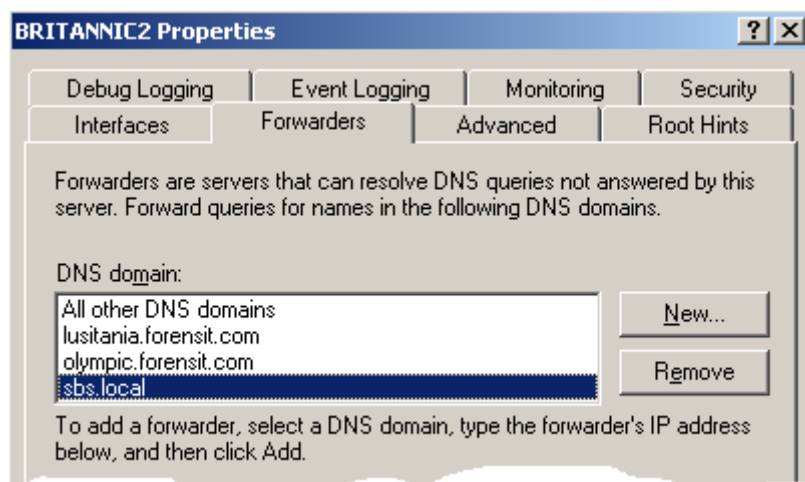 BRITANNIC2 Properties
Debug Logging Event Logging Monitoring Security
Interfaces Forwarders Advanced Root Hints
Forwarders are servers that can resolve DNS queries not answered by this
server. Forward queries for names in the following DNS domains.
DNS domain:
All other DNS domains
lusitania.forensit.com
olympic.forensit.com
sbs.local
New...
Remove
To add a forwarder, select a DNS domain, type the forwarder's IP address
below, and then click Add.